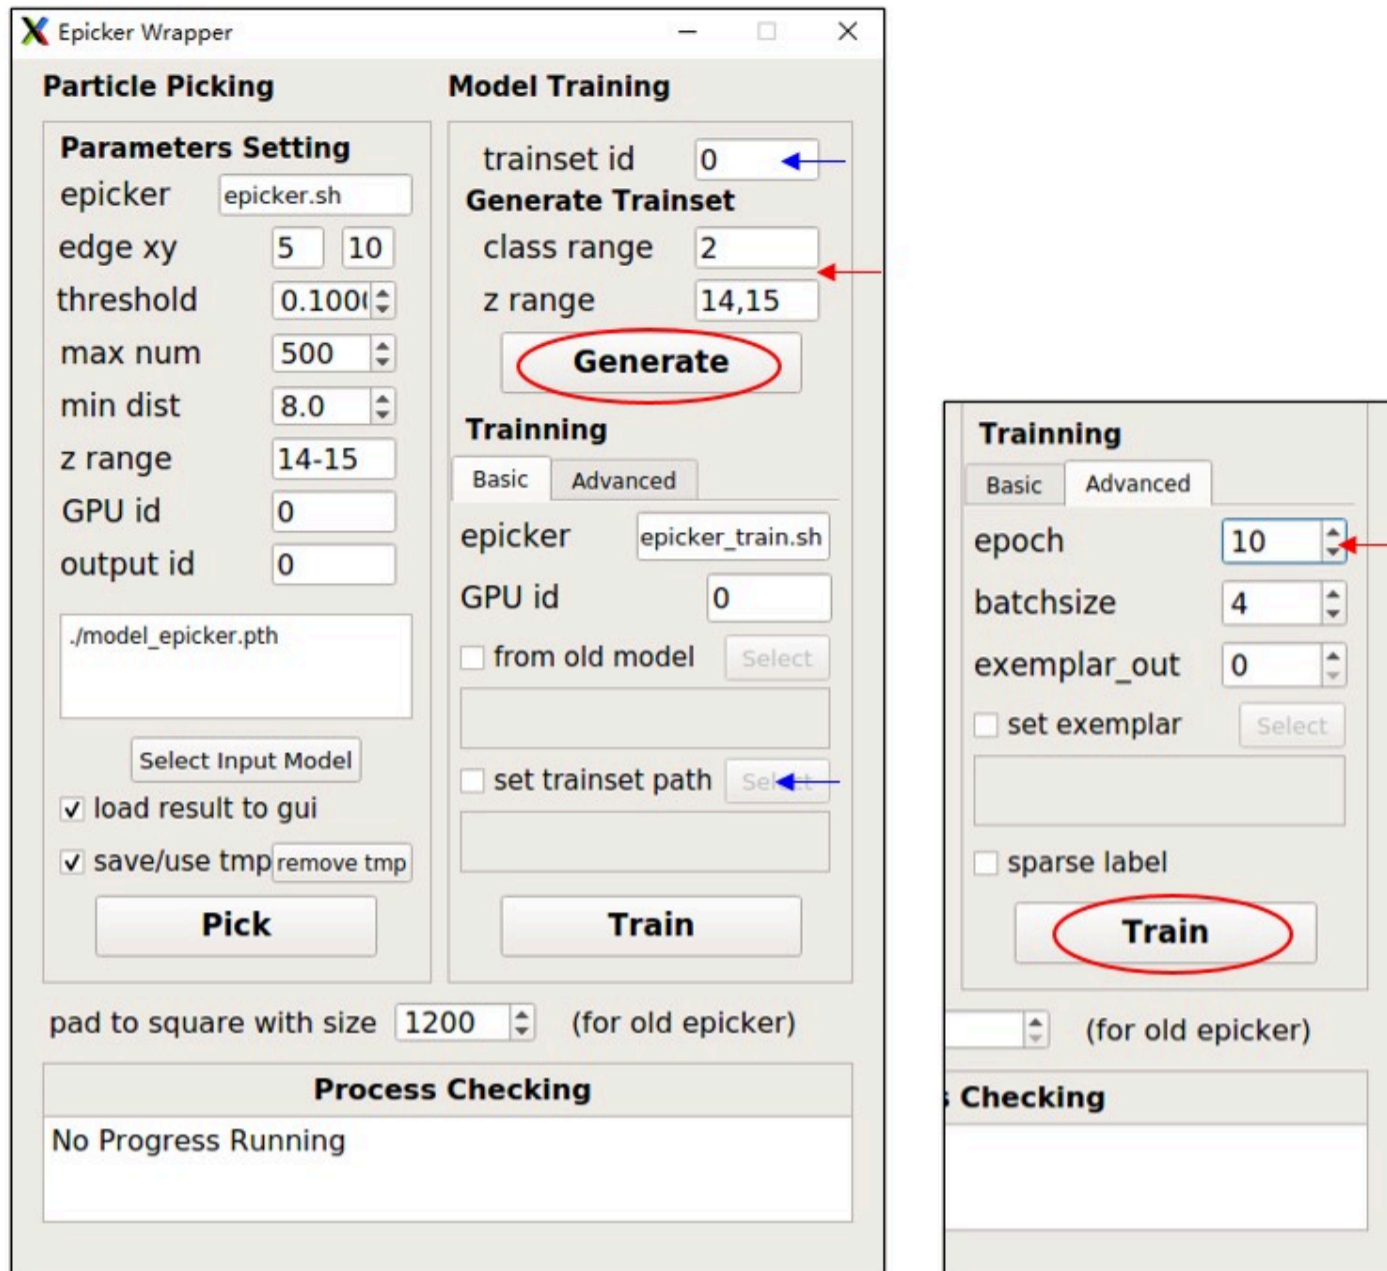 Epicker Wrapper
Particle Picking
Parameters Setting
epicker epicker.sh
edge xy 5 10
threshold
max num 500
min dist 8.0
z range 14-15
GPU id 0
output id 0
./model_epicker.pth
Select Input Model
load result to gui
save/use tmp remove tmp
Pick
Model Training
trainset id 0
Generate Trainset
class range 2
z range 14,15
Generate
Trainning
Basic Advanced
epicker epicker_train.sh
GPU id 0
from old model Select
set trainset path Select
Train
pad to square with size 1200 (for old epicker)
Process Checking
No Progress Running
Trainning
Basic Advanced
epoch 10
batchsize 4
exemplar_out 0
set exemplar Select
sparse label
Train
(for old epicker)
Checking